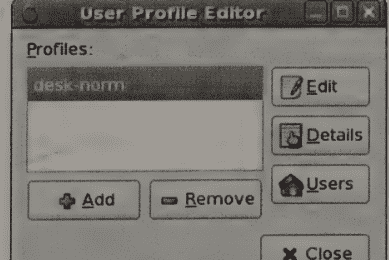 User Profile Editor
Profiles:
desk-norm
Edit
Details
Users
Add
Remove
Close